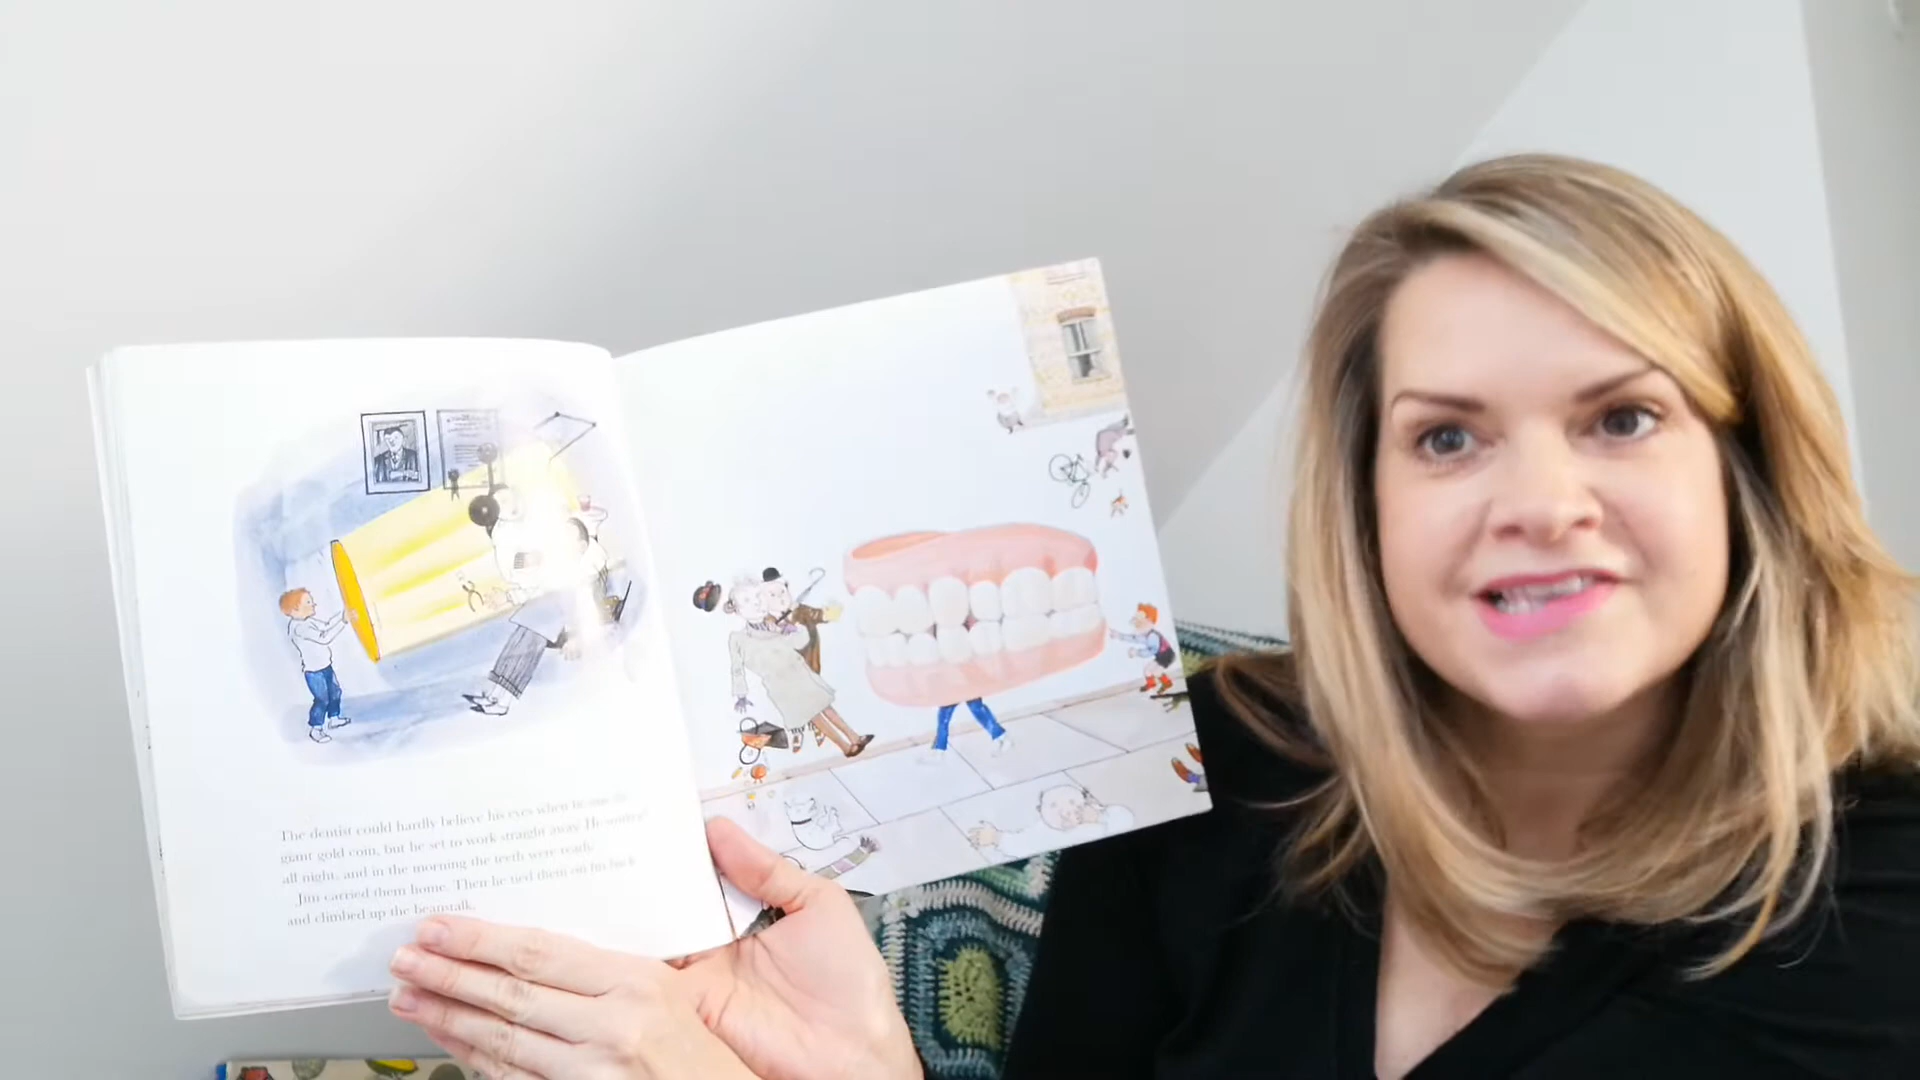 The dentist could hardly believe his eyes when he saw the
giant gold coin, but he set to work straight away. He worked
all night, and in the morning the teeth were ready.
Jim carried them home. Then he tied them on his back
and climbed up the beanstalk.